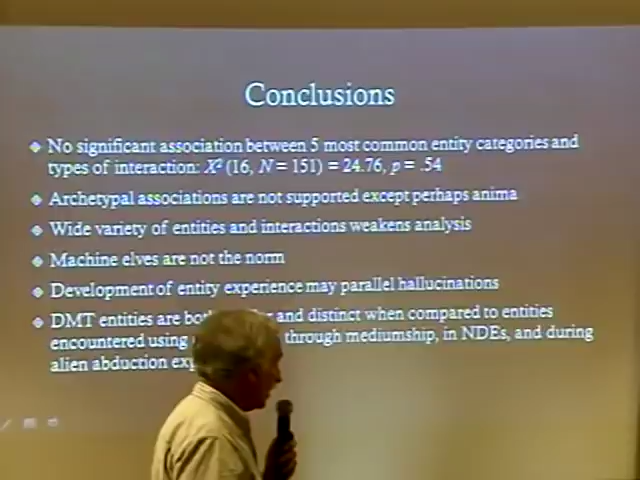 Conclusions
No significant association between 5 most common entity categories and
types of interaction: X² (16, N = 151) = 24.76, p = .54
Archetypal associations are not supported except perhaps anima
Wide variety of entities and interactions weakens analysis
Machine elves are not the norm
Development of entity experience may parallel hallucinations
DMT entities are and distinct when compared to entities
encountered using through mediumship, in NDEs, and during
alien abduction